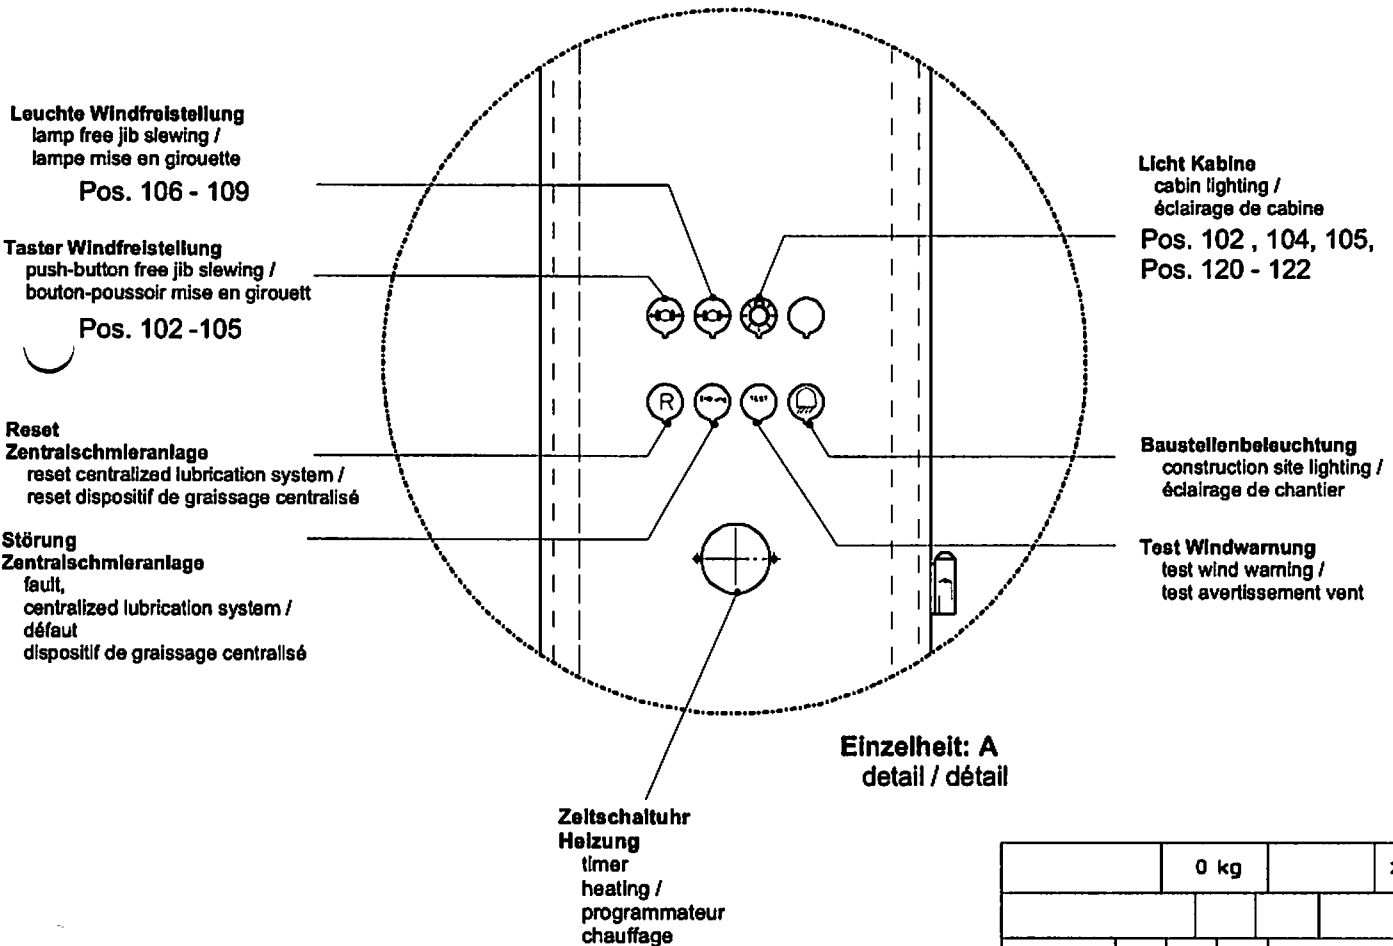 Leuchte Windfreistellung
lamp free jib slewing /
lampe mise en girouette
Pos. 106 - 109
Taster Windfreistellung
push-button free jib slewing /
bouton-poussoir mise en girouett
Pos. 102 -105
Reset
Zentralschmieranlage
reset centralized lubrication system /
reset dispositif de graissage centralisé
Störung
Zentralschmieranlage
fault,
centralized lubrication system /
défaut
dispositif de graissage centralisé
Licht Kabine
cabin lighting /
éclairage de cabine
Pos. 102 , 104, 105,
Pos. 120 - 122
R
TEST
Baustellenbeleuchtung
construction site lighting /
éclairage de chantier
Test Windwarnung
test wind warning /
test avertissement vent
Einzelheit: A
detail / détail
Zeitschaltuhr
Heizung
timer
heating /
programmateur
chauffage
0 kg